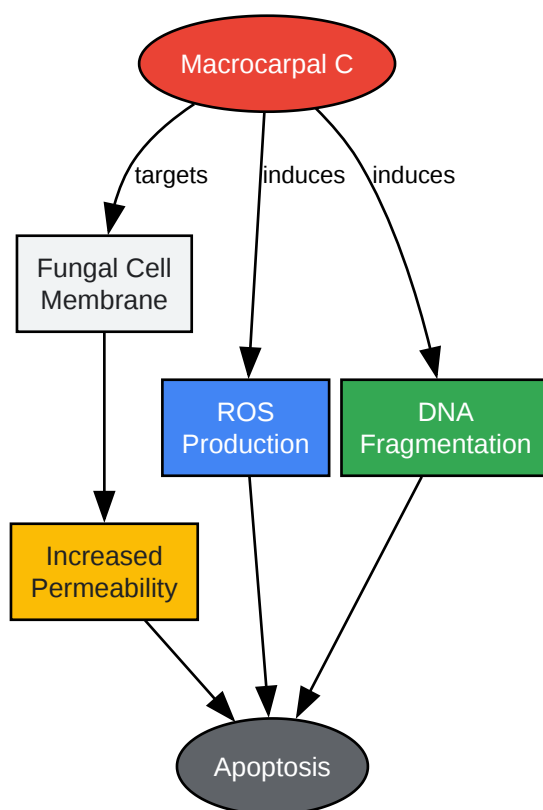 Macrocarpal C
targets
induces
induces
Fungal Cell
Membrane
ROS
Production
DNA
Fragmentation
Increased
Permeability
Apoptosis